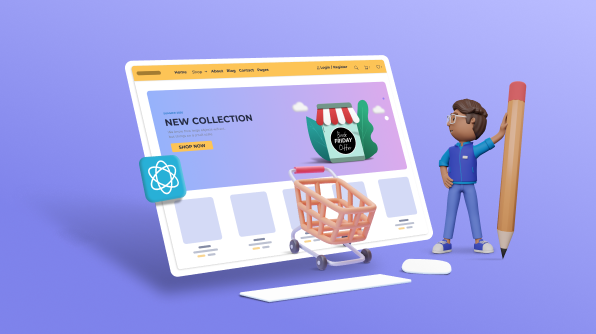 Home Shop About Blog Contact Pages
Login / Register
NEW COLLECTION
SHOP NOW
Black
FRIDAY
Offer